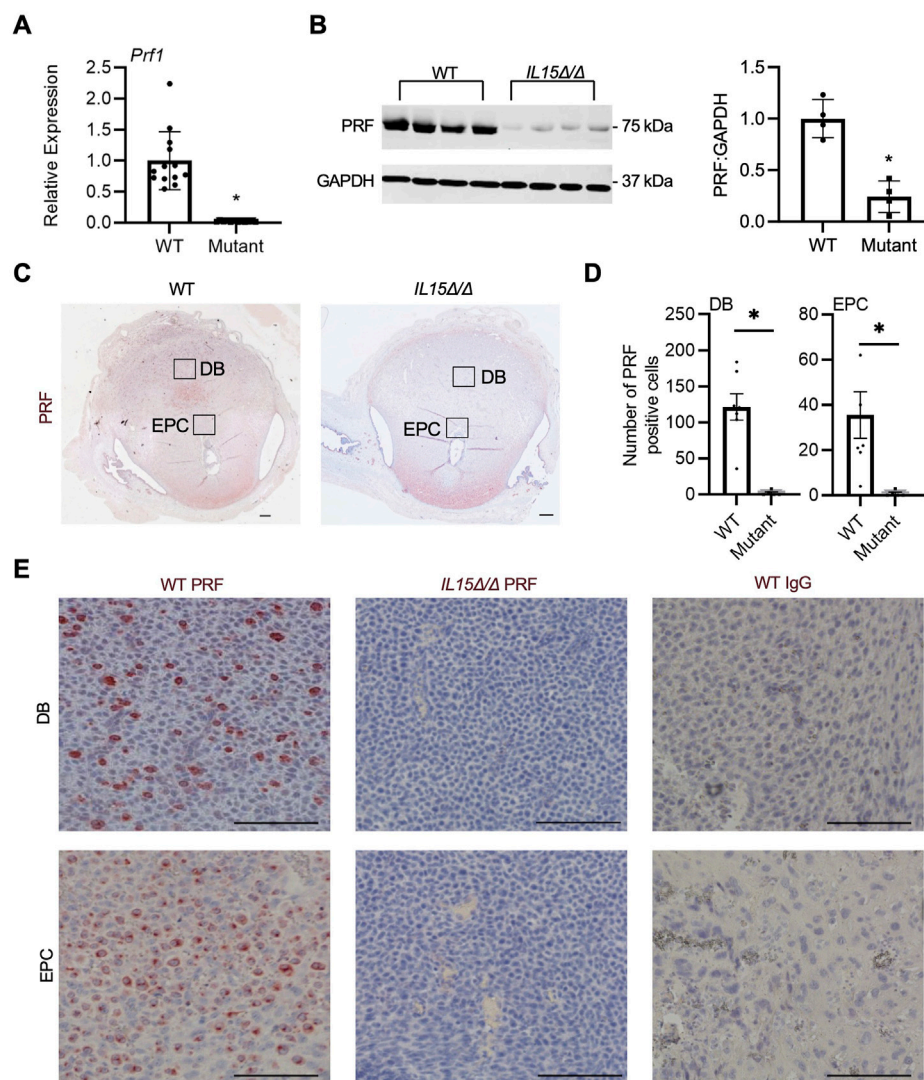 A
Prf1
Relative Expression
2.5
2.0
1.5
1.0
0.5
0.0
*
WT
Mutant
B
WT
IL15Δ/Δ
PRF
75 kDa
GAPDH
37 kDa
PRF:GAPDH
1.5
1.0
0.5
0.0
*
WT
Mutant
C
WT
IL15Δ/Δ
PRF
DB
EPC
DB
EPC
D
Number of PRF
positive cells
DB
250
200
150
100
50
0
*
WT
Mutant
EPC
80
60
40
20
0
*
WT
Mutant
E
WT PRF
IL15Δ/Δ PRF
WT IgG
DB
EPC